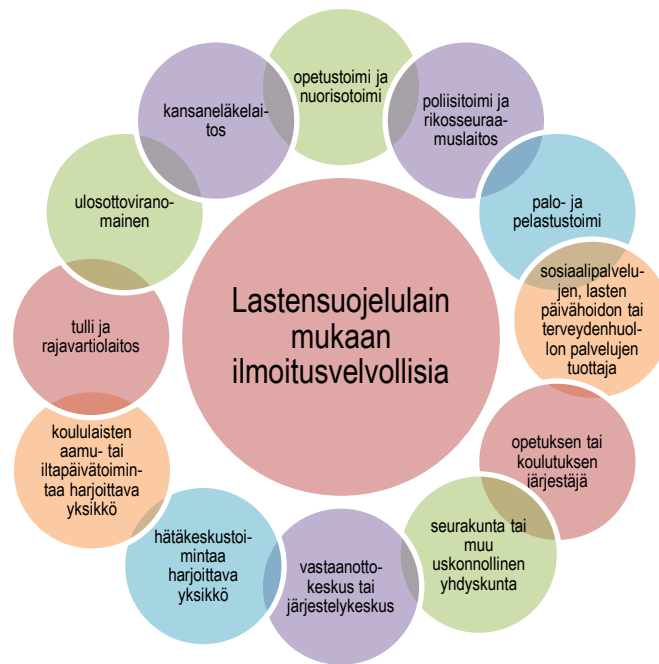 opetustoimi ja
nuorisotoimi
poliisitoimi ja
rikosseuraa-
muslaitos
palo- ja
pelastustoimi
sosiaalipalvelu-
jen, lasten
päivähoidon tai
terveydenhuol-
lon palvelujen
tuottaja
opetuksen tai
koulutuksen
järjestäjä
seurakunta tai
muu
uskonnollinen
yhdyskunta
vastaanotto-
keskus tai
järjestelykeskus
hätäkeskustoi-
mintaa
harjoittava
yksikkö
koululaisten
aamu- tai
iltapäivätoimin-
taa harjoittava
yksikkö
tulli ja
rajavartiolaitos
ulosottovirano-
mainen
kansaneläkelai-
tos
Lastensuojelulain
mukaan
ilmoitusvelvollisia